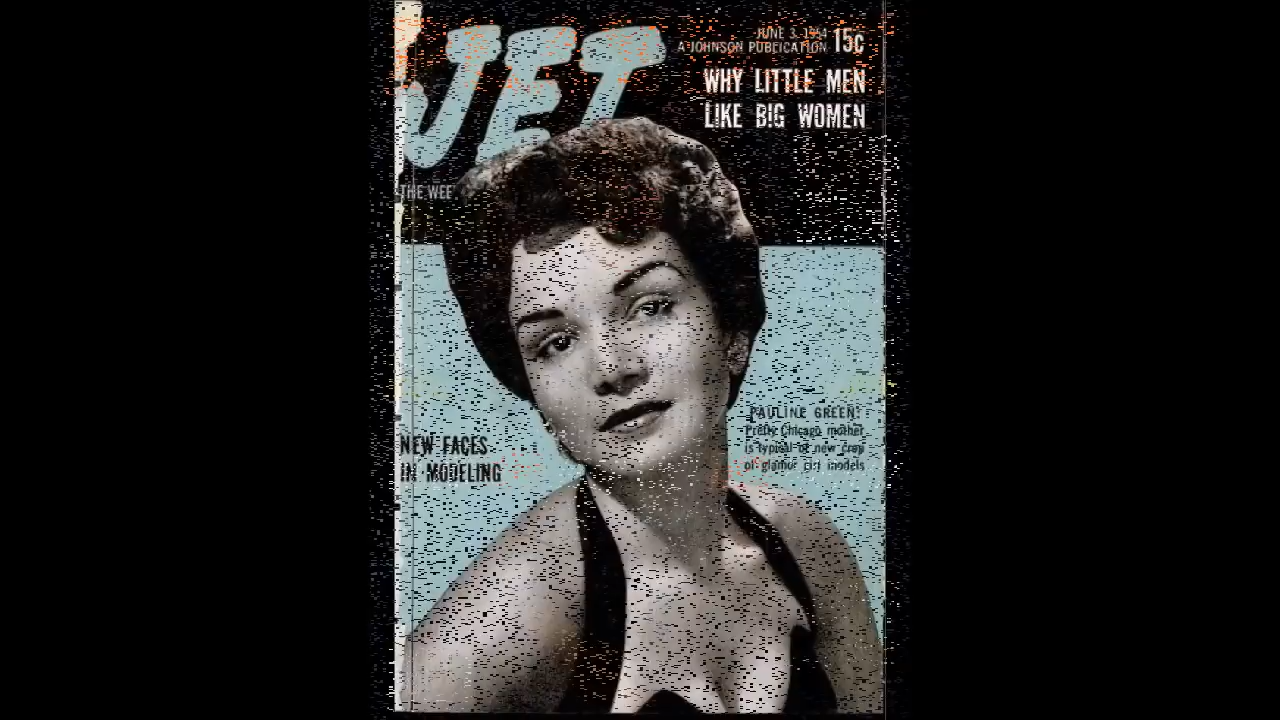 JET
JUNE 3, 1954
A JOHNSON PUBLICATION 15c
WHY LITTLE MEN
LIKE BIG WOMEN
THE WEE
NEW FACES
IN MODELING
PAULINE GREEN:
Pretty Chicago mother
is typical of new crop
of glamor girl models